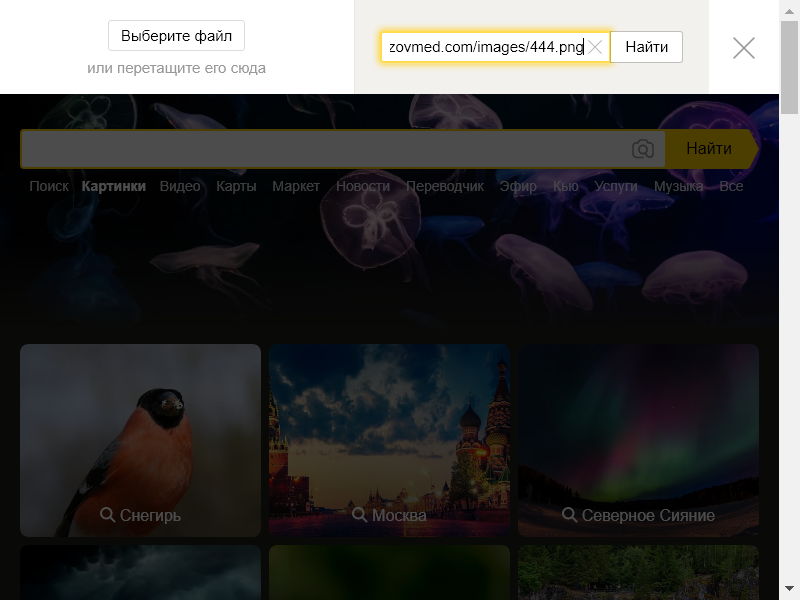 Выберите файл
или перетащите его сюда
zovmed.com/images/444.png
Найти
Найти
Поиск Картинки Видео Карты Маркет Новости Переводчик Эфир Кью Услуги Музыка Все
Снегирь
Москва
Северное Сияние